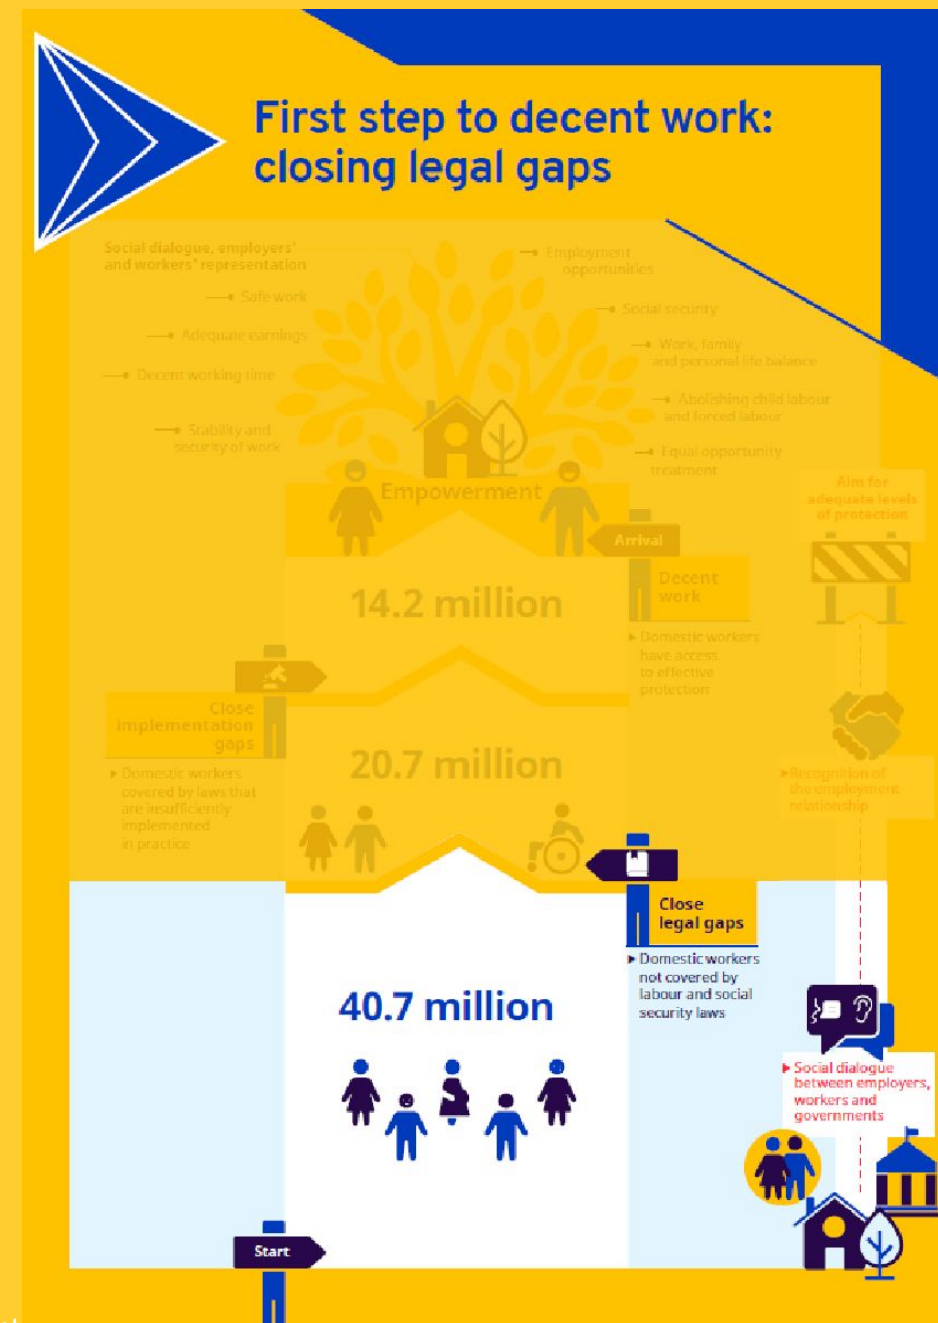 First step to decent work:
closing legal gaps
Social dialogue, employers'
and workers' representation
Safe work
Adequate earnings
Decent working time
Stability and
security of work
Employment
opportunities
Social security
Work, family
and personal life balance
Abolishing child labour
and forced labour
Equal opportunity
treatment
Empowerment
Aim for
adequate levels
of protection
Arrival
Decent
work
14.2 million
Domestic workers
have access
to effective
protection
Close
implementation
gaps
Domestic workers
covered by laws that
are insufficiently
implemented
in practice
20.7 million
Recognition of
the employment
relationship
Close
legal gaps
Domestic workers
not covered by
labour and social
security laws
40.7 million
Social dialogue
between employers,
workers and
governments
Start